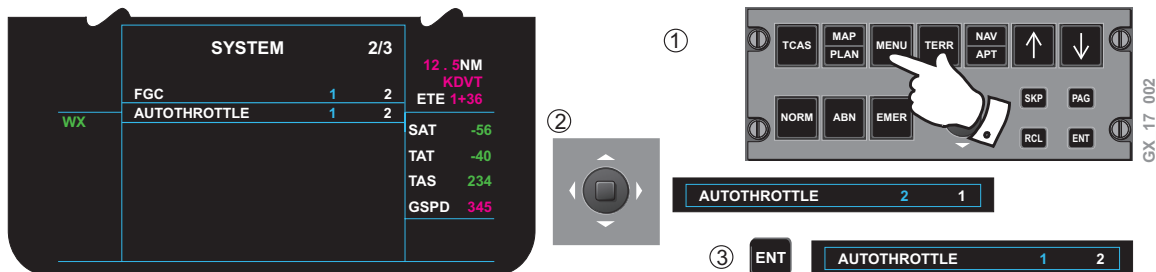 SYSTEM 2/3
12 . 5NM
KDVT
ETE 1+36
FGC 1 2
AUTOTHROTTLE 1 2
WX
SAT -56
TAT -40
TAS 234
GSPD 345
1
TCAS
MAP
PLAN
MENU
TERR
NAV
APT
NORM
ABN
EMER
SKP
PAG
RCL
ENT
2
AUTOTHROTTLE 2 1
3
ENT
AUTOTHROTTLE 1 2
GX 17 002